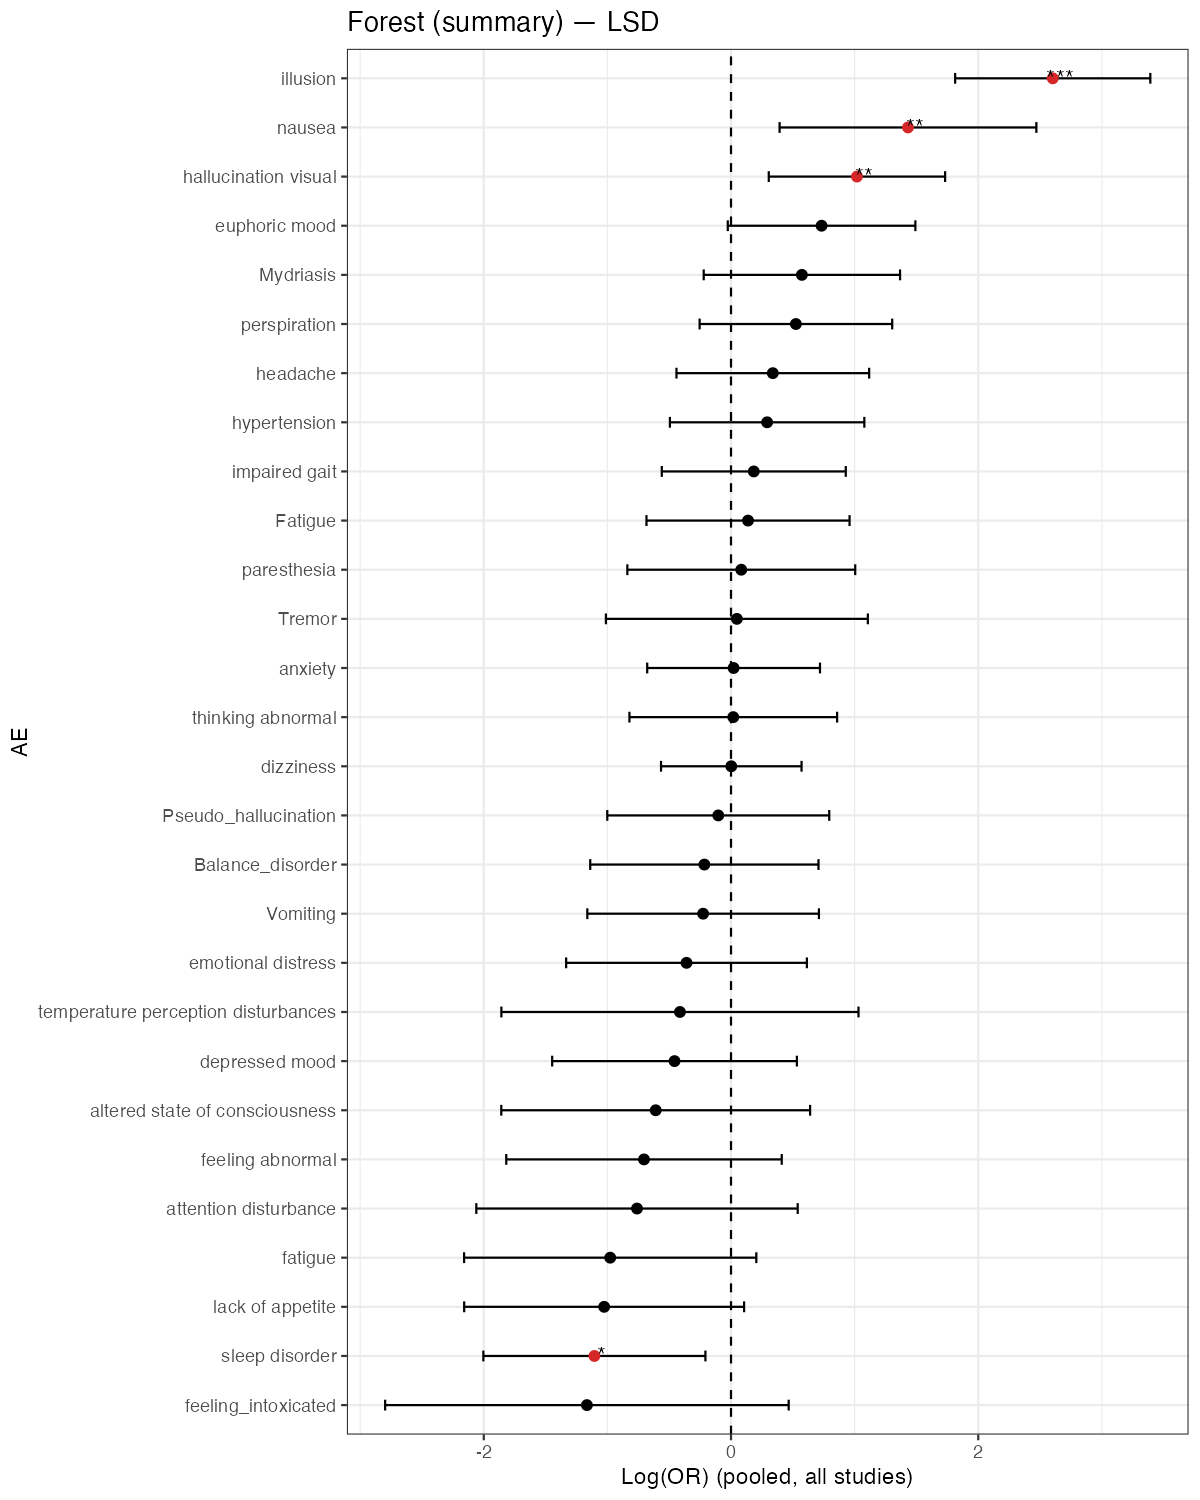 Forest (summary) — LSD
illusion
***
nausea
**
hallucination visual
**
euphoric mood
Mydriasis
perspiration
headache
hypertension
impaired gait
Fatigue
paresthesia
Tremor
anxiety
thinking abnormal
dizziness
AE
Pseudo_hallucination
Balance_disorder
Vomiting
emotional distress
temperature perception disturbances
depressed mood
altered state of consciousness
feeling abnormal
attention disturbance
fatigue
lack of appetite
sleep disorder
*
feeling_intoxicated
-2 0 2
Log(OR) (pooled, all studies)